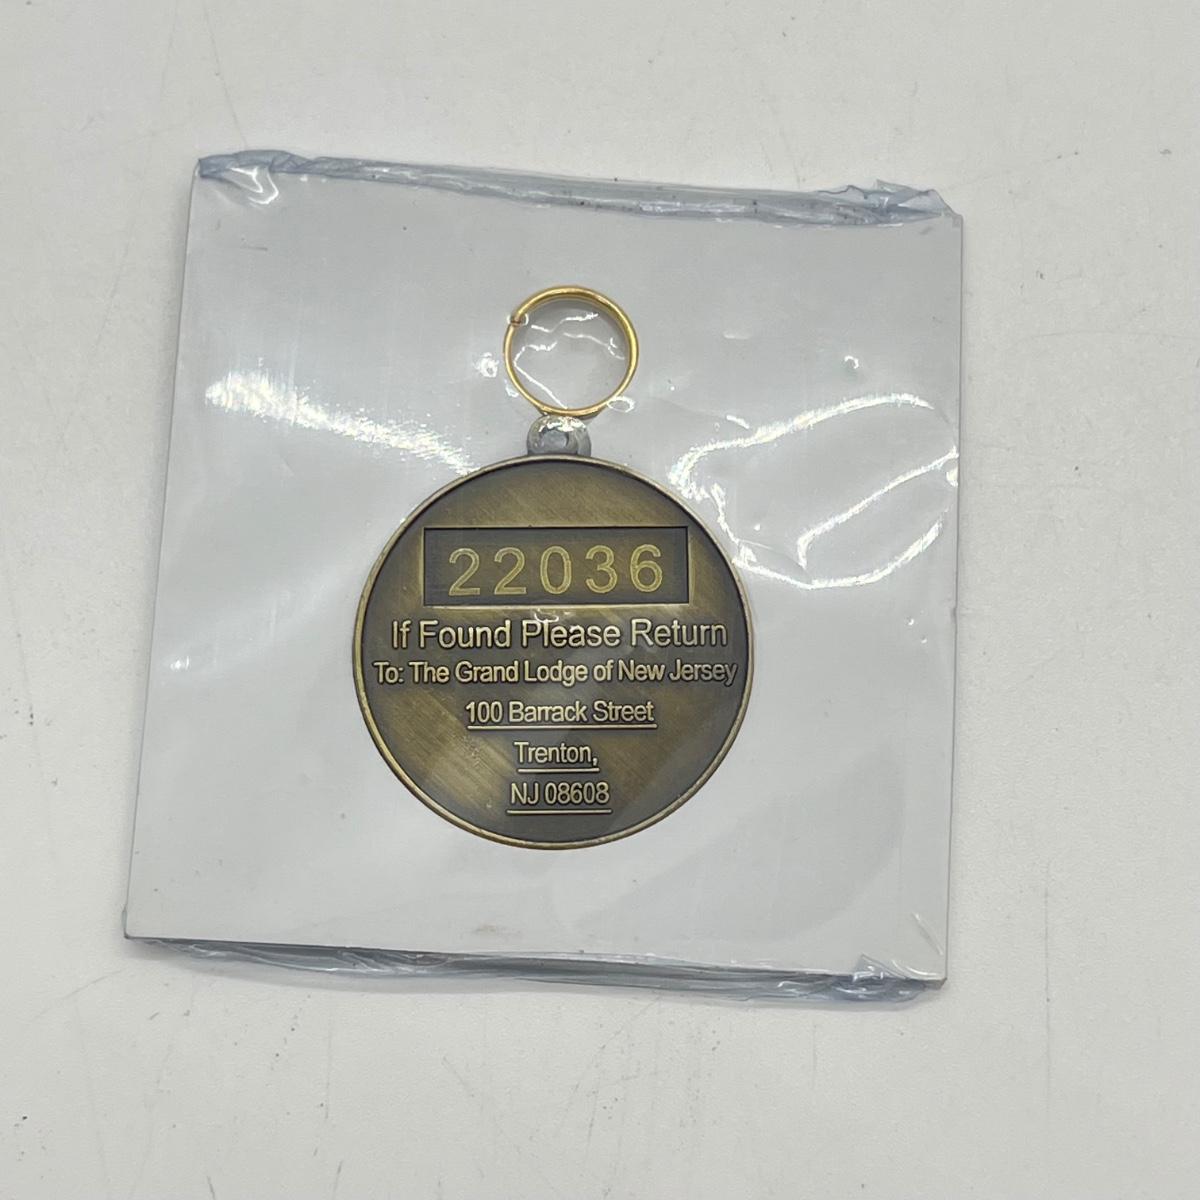 22036
If Found Please Return
To: The Grand Lodge of New Jersey
100 Barrack Street
Trenton,
NJ 08608